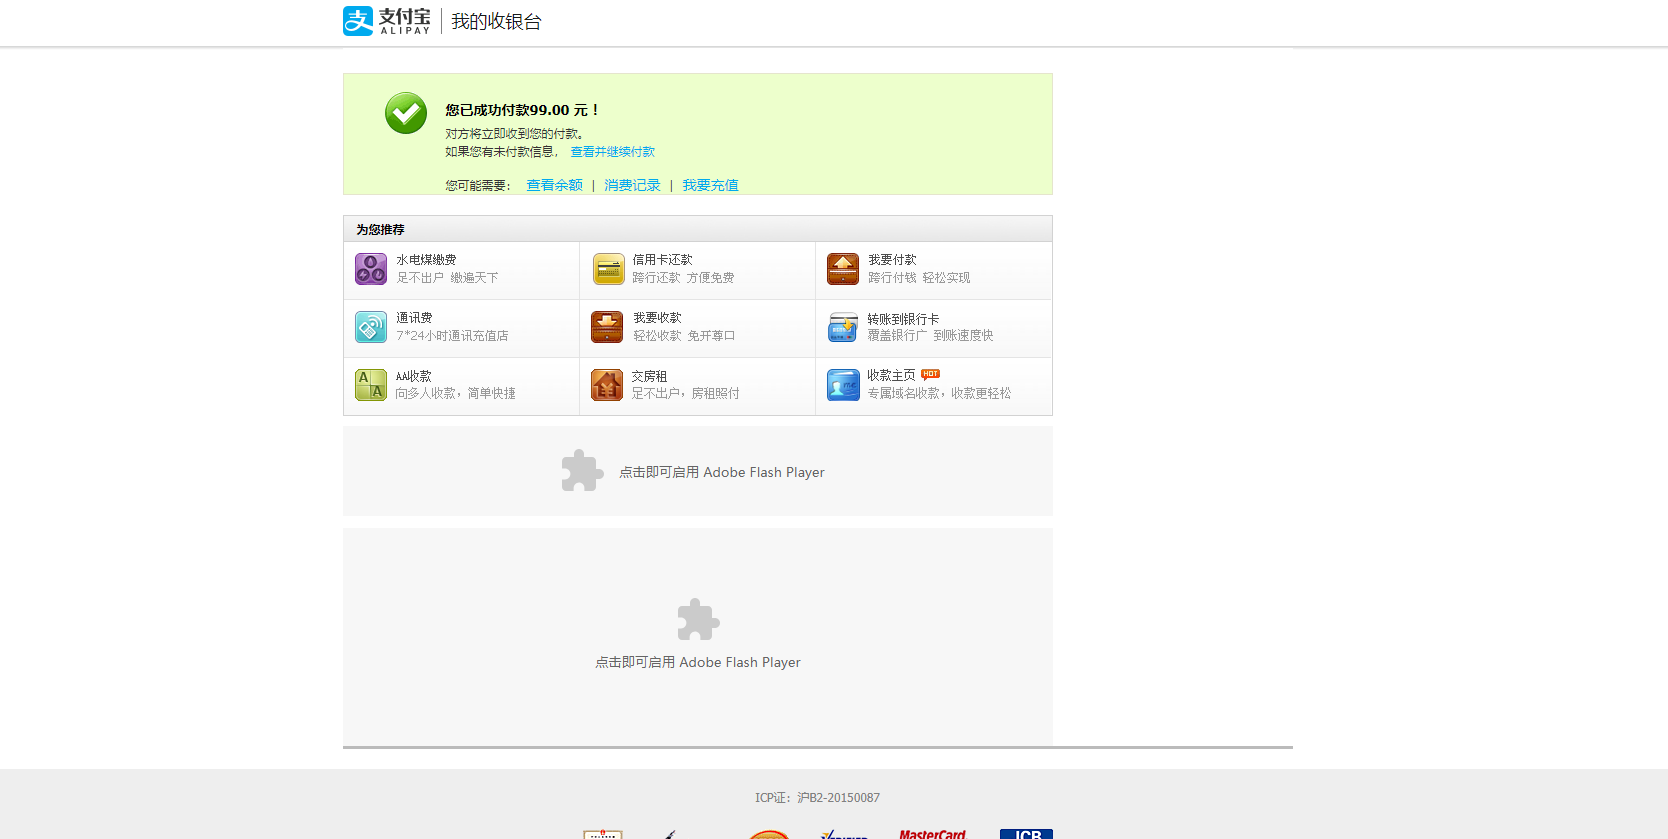 支付宝
ALIPAY
我的收银台
您已成功付款99.00 元！
对方将立即收到您的付款。
如果您有未付款信息， 查看并继续付款
您可能需要： 查看余额 | 消费记录 | 我要充值
为您推荐
水电煤缴费
足不出户 缴遍天下
信用卡还款
跨行还款 方便免费
我要付款
跨行付钱 轻松实现
通讯费
7*24小时通讯充值店
我要收款
轻松收款 免开尊口
转账到银行卡
覆盖银行广 到账速度快
AA收款
向多人收款，简单快捷
交房租
足不出户，房租照付
收款主页 HOT
专属域名收款，收款更轻松
点击即可启用 Adobe Flash Player
点击即可启用 Adobe Flash Player
ICP证：沪B2-20150087
MasterCard.
JCB